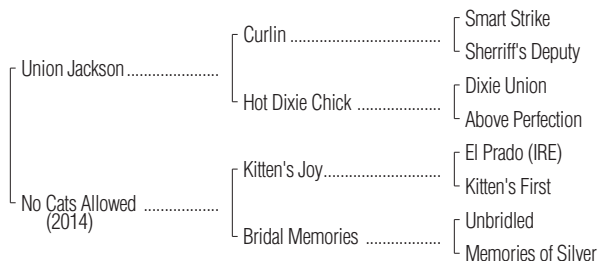 Smart Strike
Curlin ....................................
Sherriff's Deputy
Union Jackson ......................
Dixie Union
Hot Dixie Chick ....................
Above Perfection
El Prado (IRE)
Kitten's Joy............................
Kitten's First
No Cats Allowed ..................
(2014)
Unbridled
Bridal Memories ..................
Memories of Silver